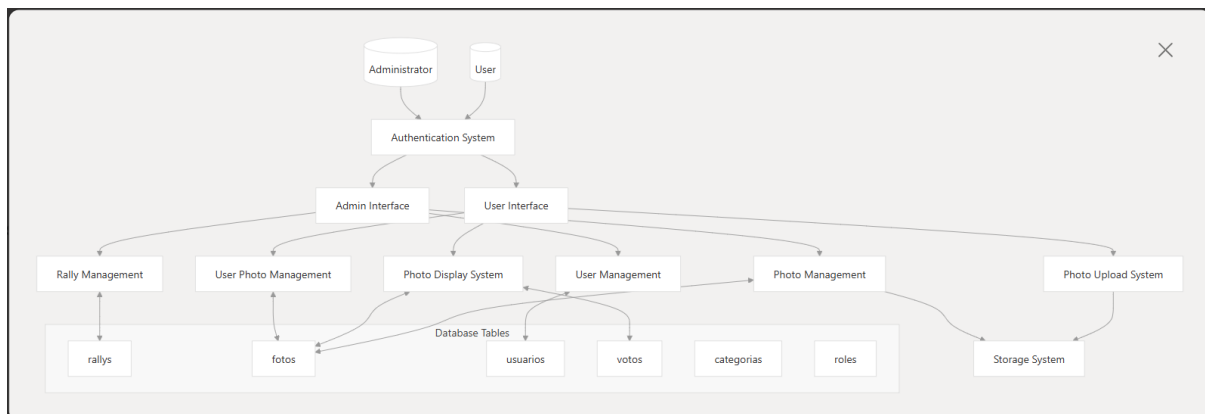 Administrator
User
Authentication System
Admin Interface
User Interface
Rally Management
User Photo Management
Photo Display System
User Management
Photo Management
Photo Upload System
Database Tables
rallys
fotos
usuarios
votos
categorias
roles
Storage System